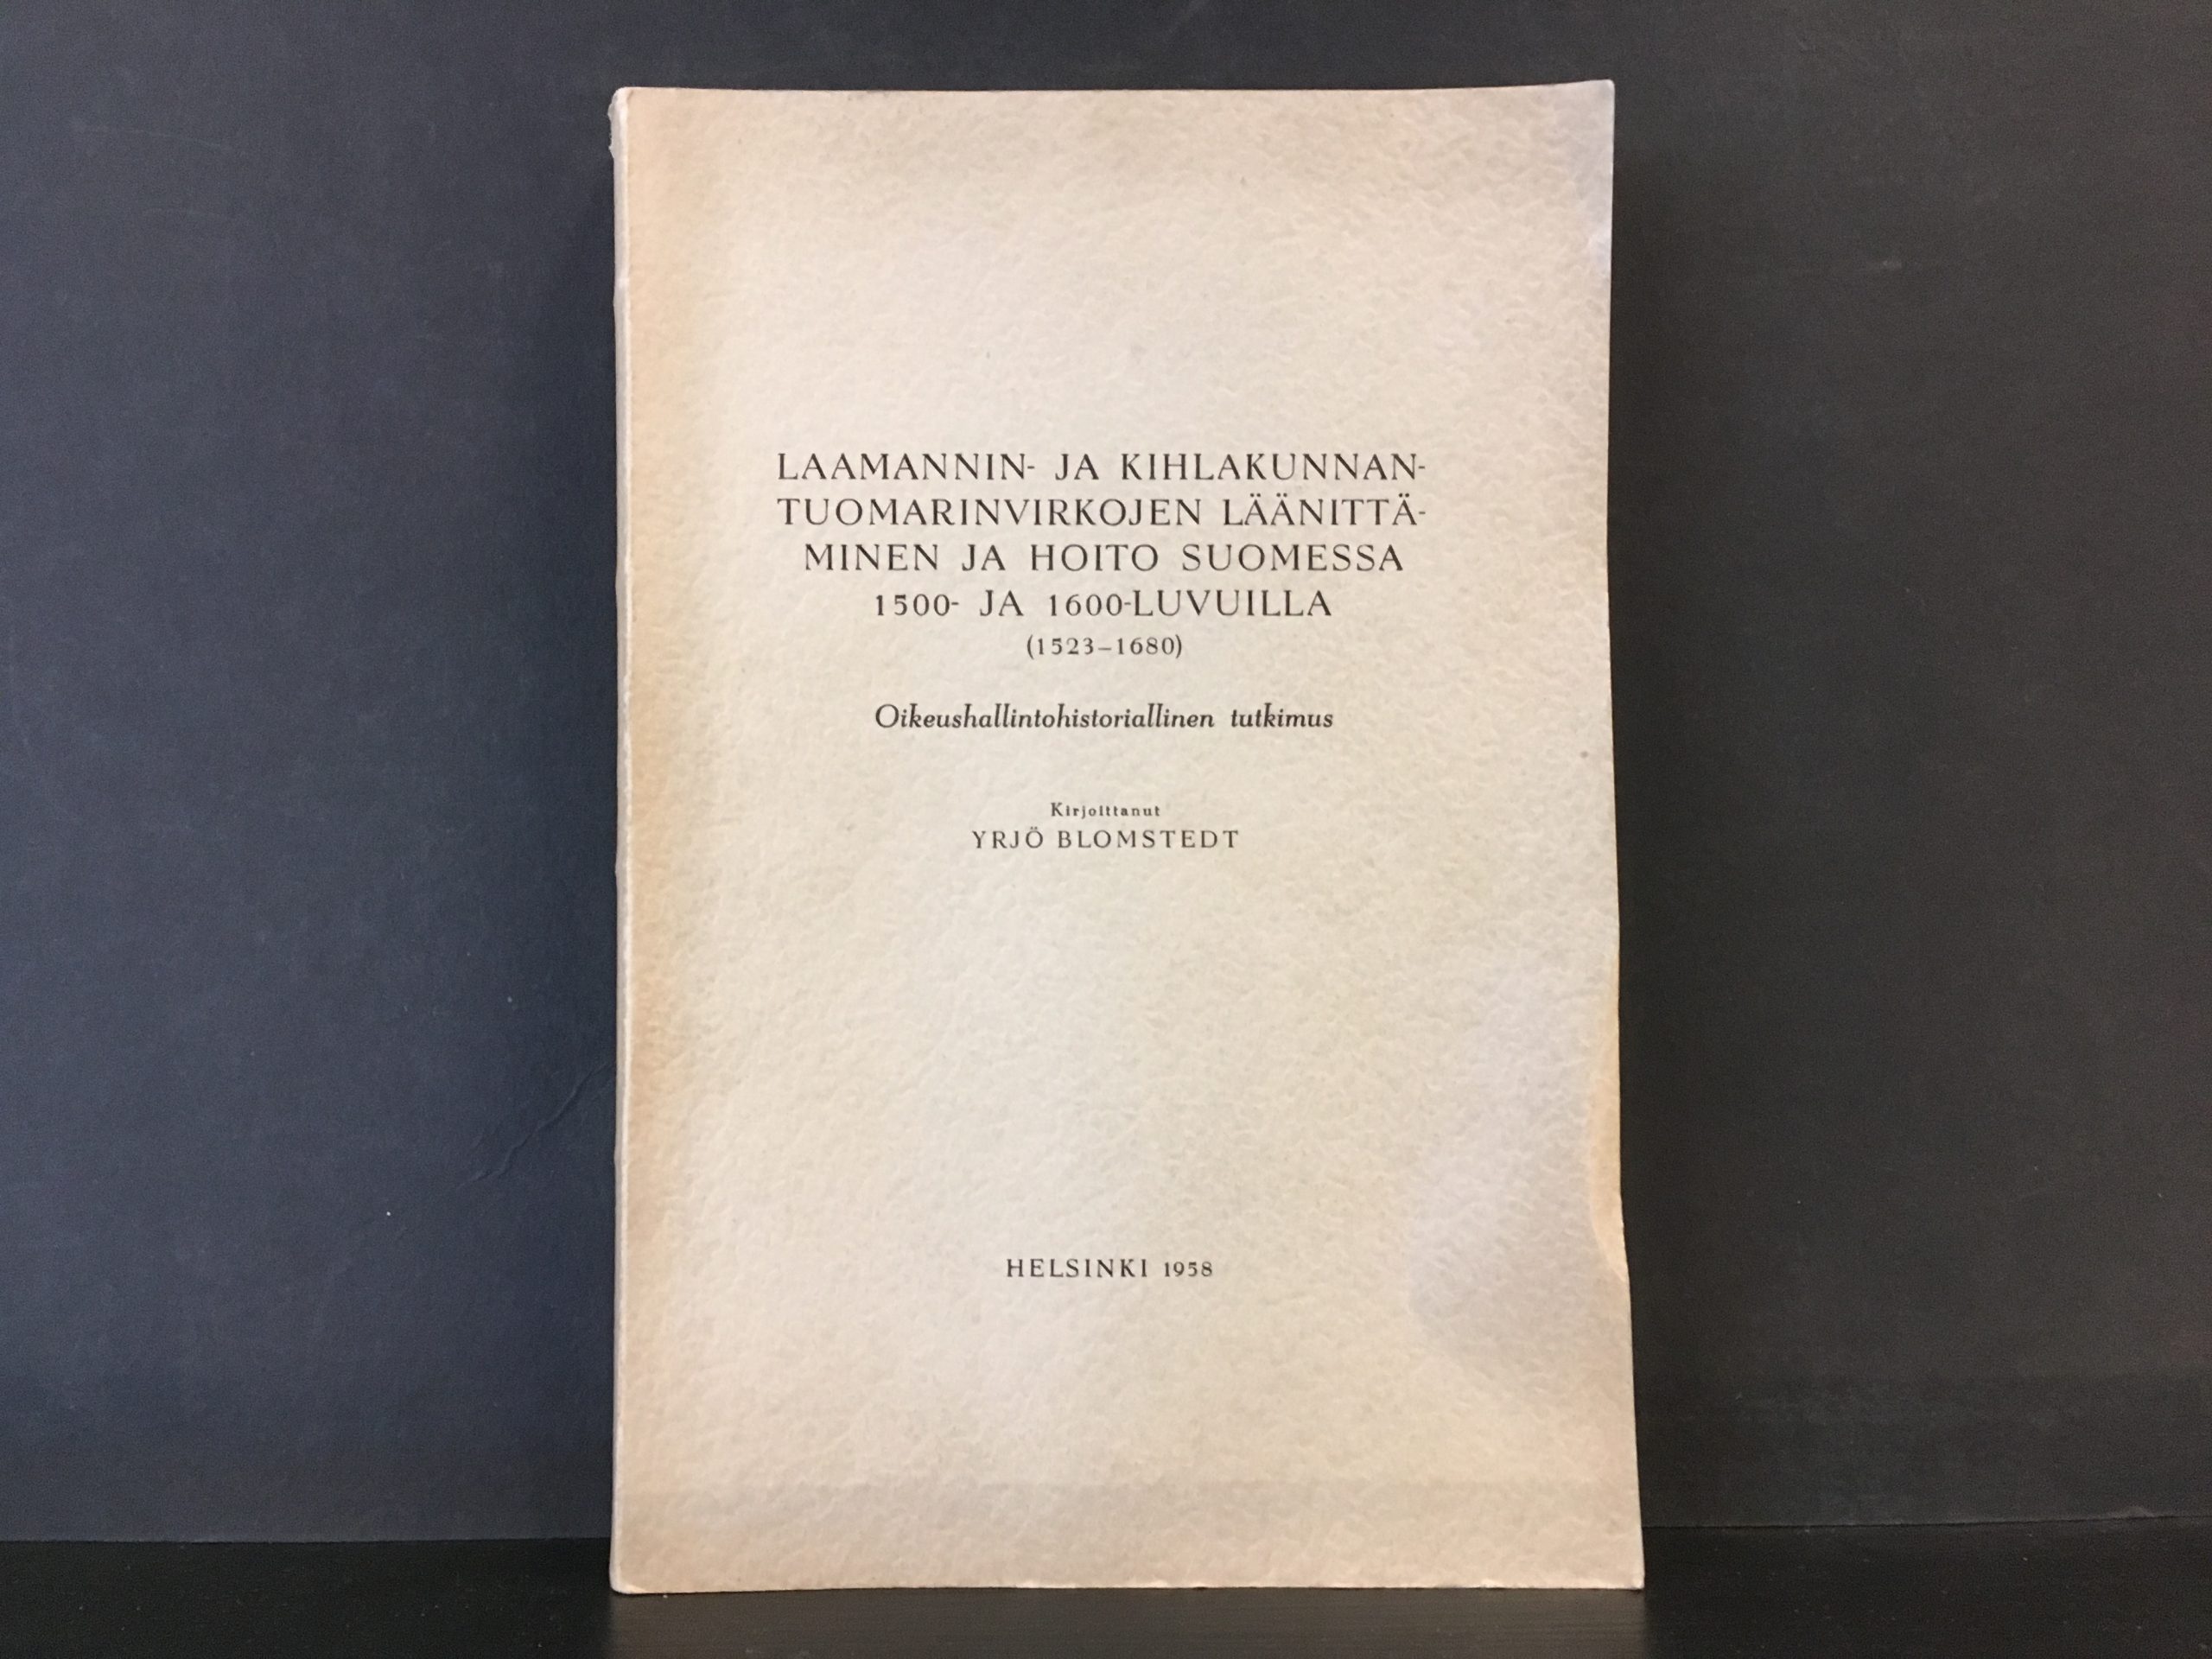 LAAMANNIN- JA KIHLAKUNNAN-
TUOMARINVIRKOJEN LÄÄNITTÄ-
MINEN JA HOITO SUOMESSA
1500- JA 1600-LUVUILLA
(1523–1680)
Oikeushallintohistoriallinen tutkimus
Kirjoittanut
YRJÖ BLOMSTEDT
HELSINKI 1958